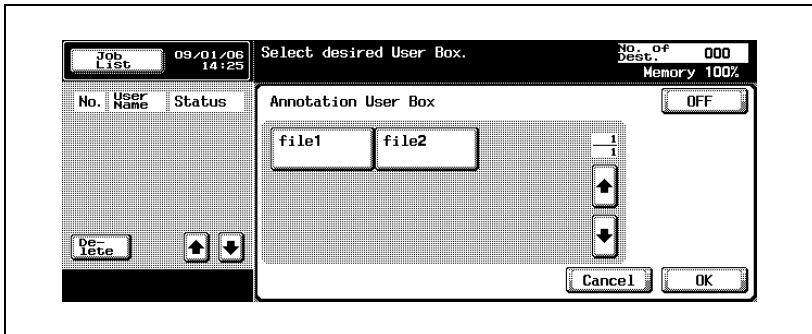 Job List
09/01/06 14:25
Select desired User Box.
No. of Dest. 000
Memory 100%
No. User Name Status
Annotation User Box
OFF
file1 file2
1
1
De-
lete
Cancel OK